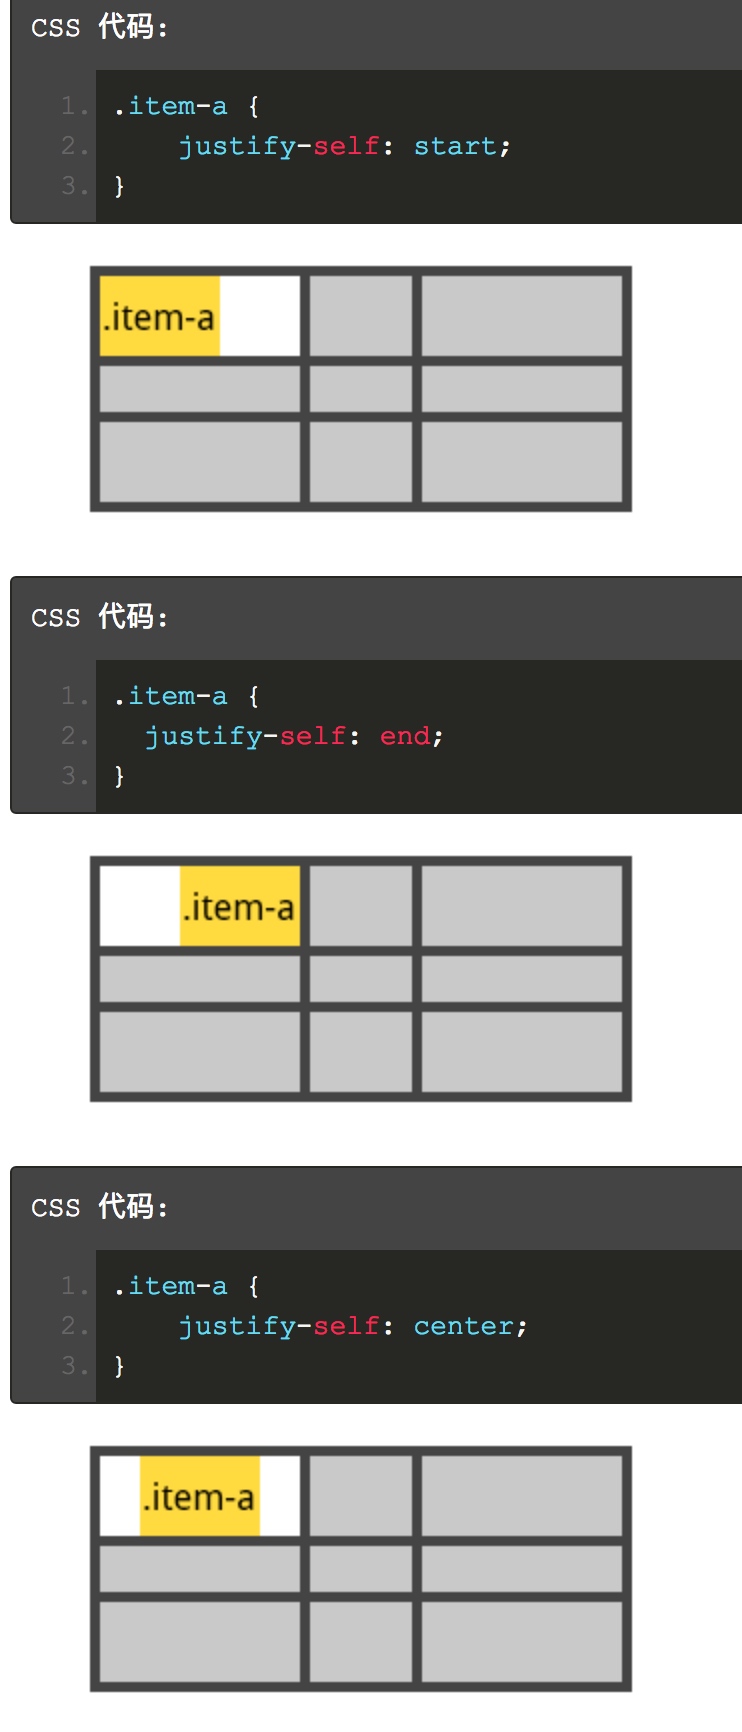 CSS 代码:
1. .item-a {
2.     justify-self: start;
3. }
.item-a
CSS 代码:
1. .item-a {
2.   justify-self: end;
3. }
.item-a
CSS 代码:
1. .item-a {
2.     justify-self: center;
3. }
.item-a